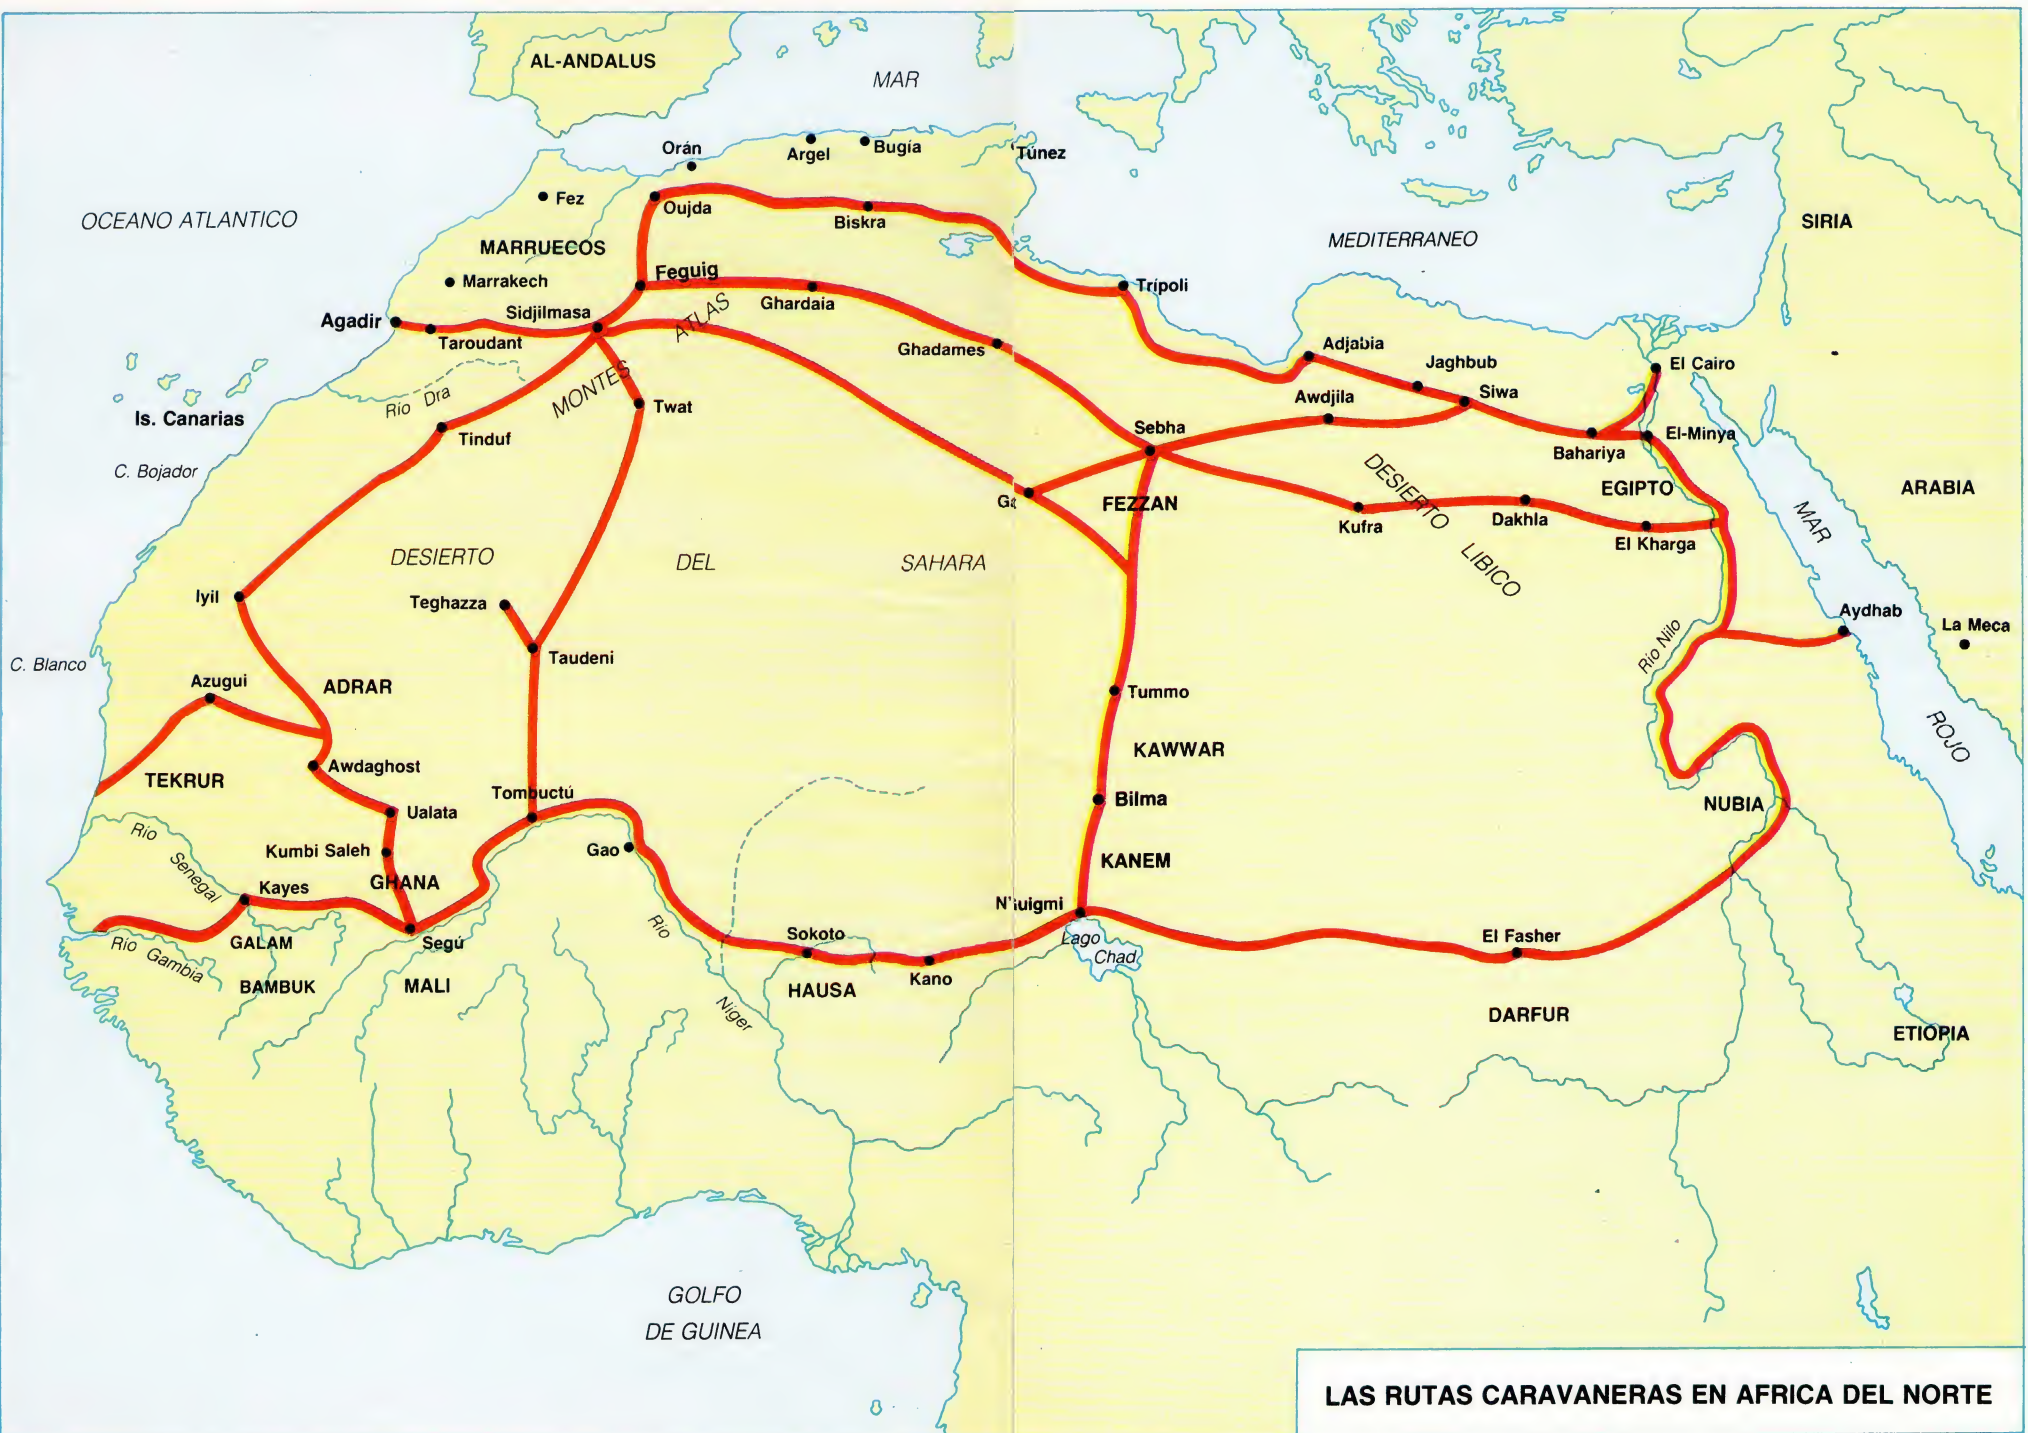 AL-ANDALUS
MAR
Orán
Argel
Bugía
Túnez
Fez
Oujda
Biskra
OCEANO ATLANTICO
SIRIA
MARRUECOS
MEDITERRANEO
Feguig
Marrakech
Trípoli
Ghardaia
ATLAS
Sidjilmasa
Agadir
Taroudant
Ghadames
Adjabia
Jaghbub
El Cairo
Siwa
Río Dra
MONTES
Twat
Awdjila
Is. Canarias
Tinduf
Sebha
El-Minya
Bahariya
C. Bojador
FEZZAN
DESIERTO
LIBICO
EGIPTO
ARABIA
MAR
ROJO
Kufra
Dakhla
El Kharga
DESIERTO
DEL
SAHARA
Iyil
Teghazza
Aydhab
La Meca
Río Nilo
Taudeni
C. Blanco
Azugui
ADRAR
Tummo
KAWWAR
Awdaghost
TEKRUR
Tombuctú
Bilma
NUBIA
Ualata
Río
Senegal
Kumbi Saleh
Gao
KANEM
GHANA
Kayes
N'guigmi
Río
Níger
Sokoto
El Fasher
Lago
Chad
Río Gambia
GALAM
Segú
Kano
BAMBUK
MALI
HAUSA
DARFUR
ETIOPIA
GOLFO
DE GUINEA
LAS RUTAS CARAVANERAS EN AFRICA DEL NORTE